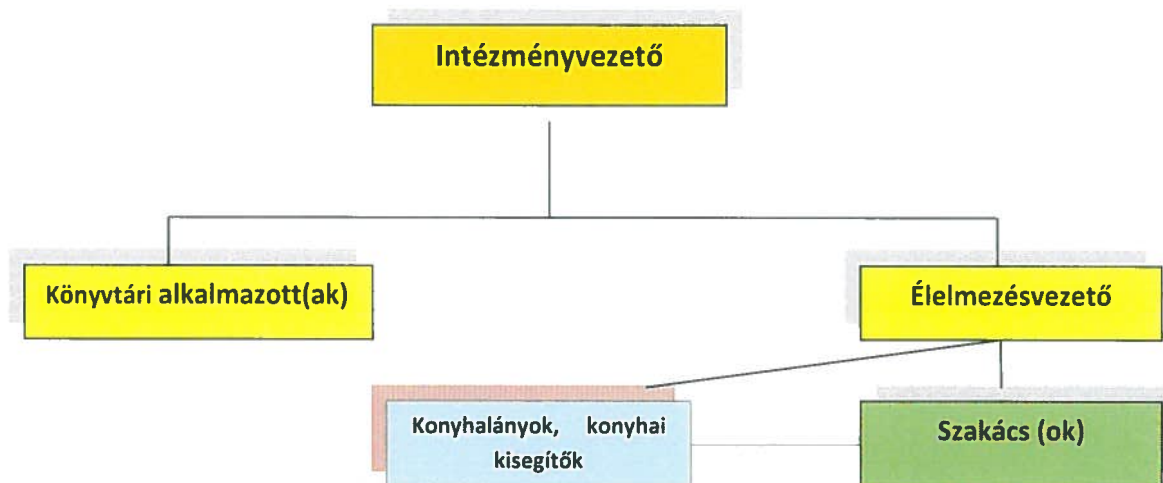 Intézményvezető
Könyvtári alkalmazott(ak)
Élelmezésvezető
Konyhalányok, konyhai
kisegítők
Szakács (ok)